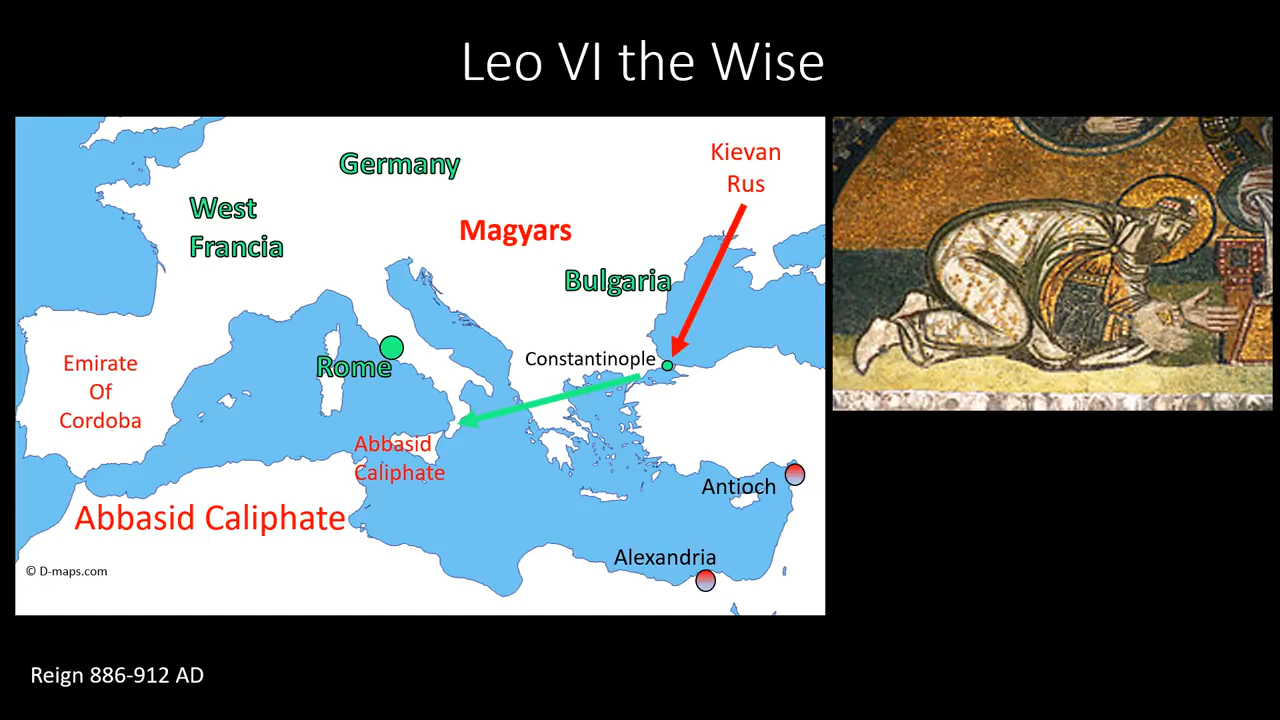 Leo VI the Wise
Germany
Kievan
Rus
West
Francia
Magyars
Bulgaria
Emirate
Of
Cordoba
Rome
Constantinople
Abbasid
Caliphate
Antioch
Abbasid Caliphate
Alexandria
© D-maps.com
Reign 886-912 AD